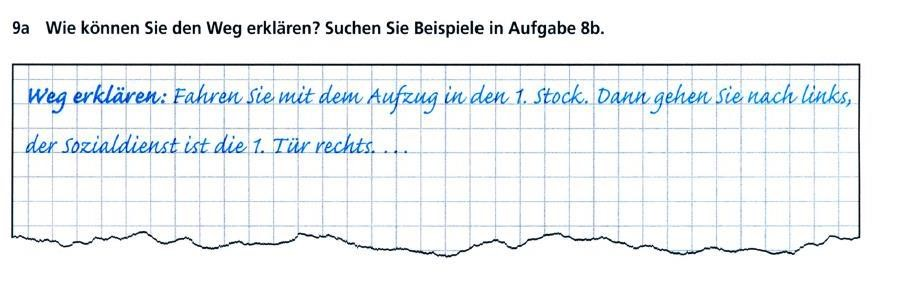 9a Wie können Sie den Weg erklären? Suchen Sie Beispiele in Aufgabe 8b.
Weg erklären: Fahren Sie mit dem Aufzug in den 1. Stock. Dann gehen Sie nach links,
der Sozialdienst ist die 1. Tür rechts. ...